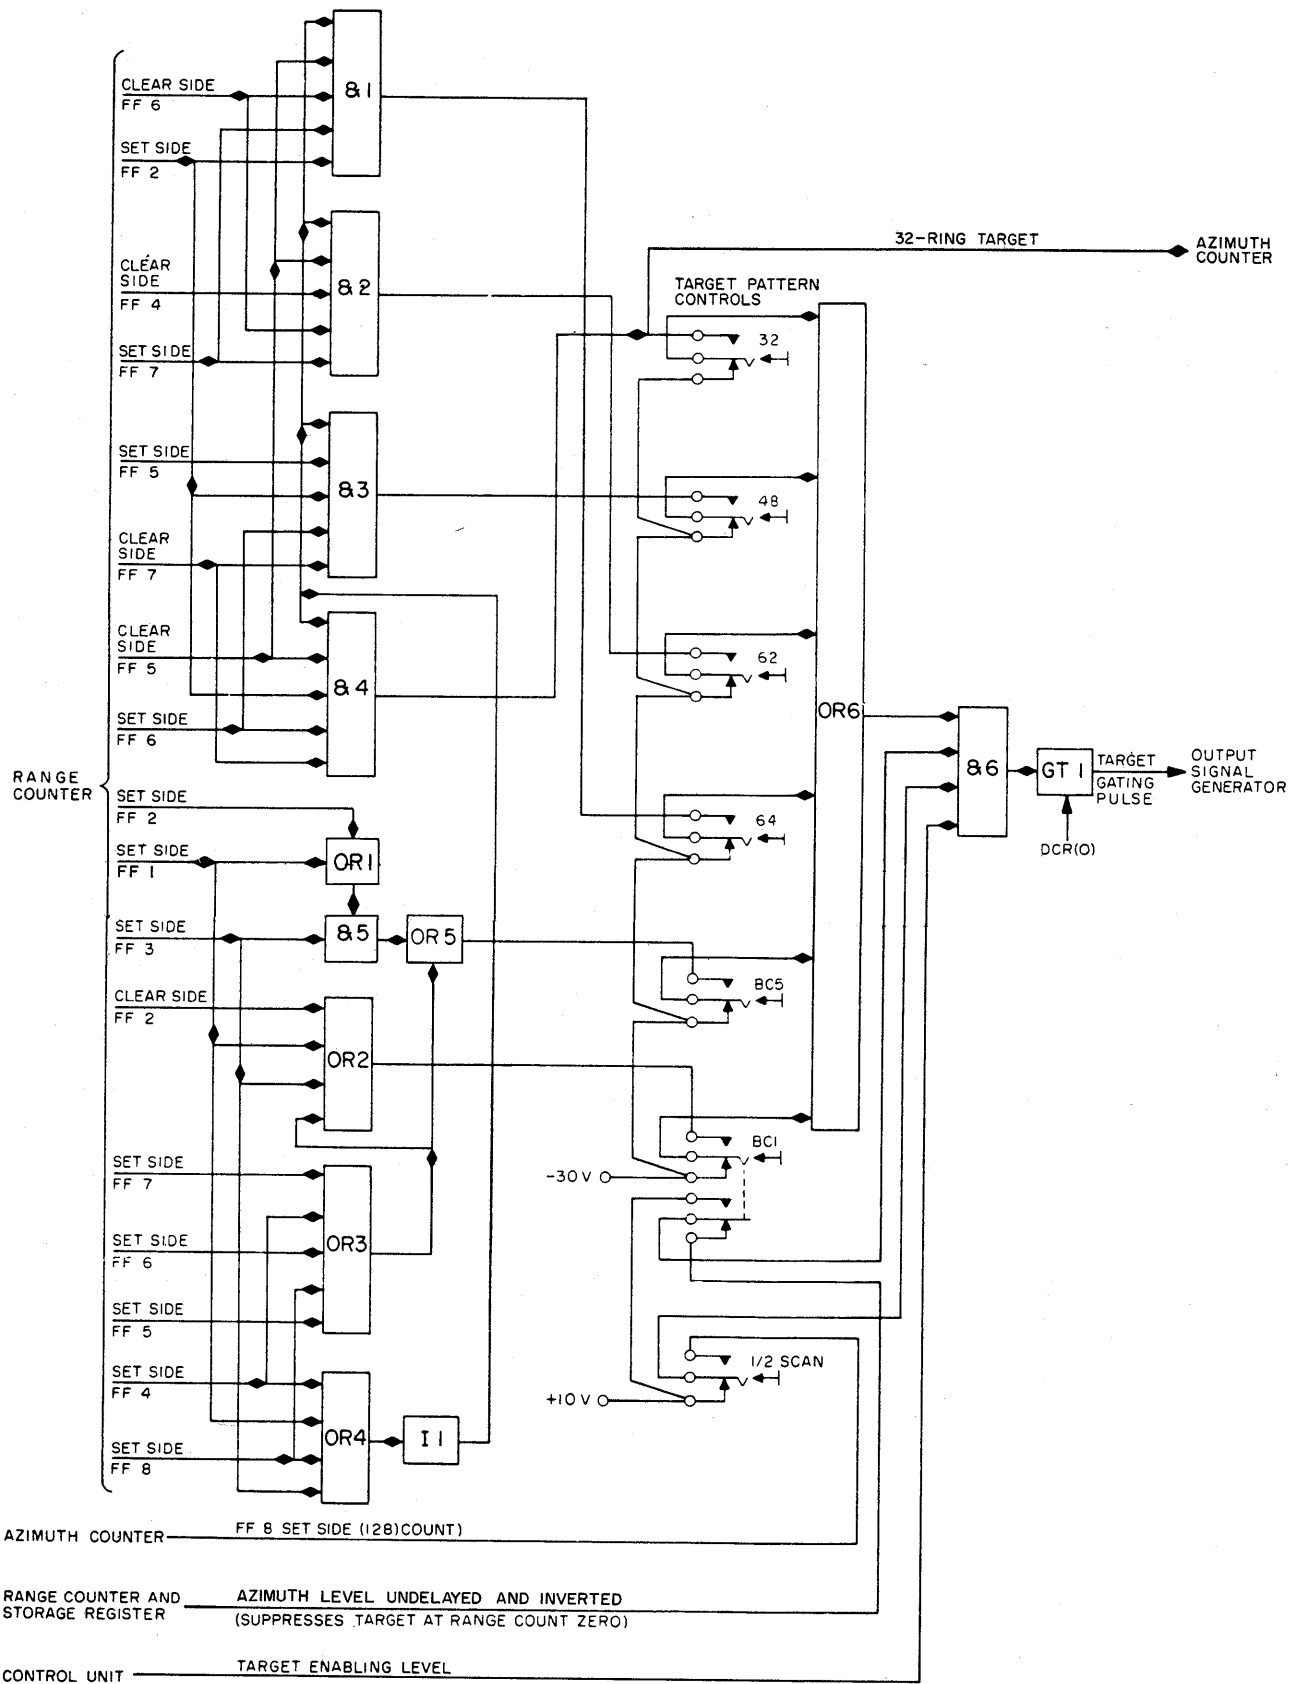 CLEAR SIDE
FF 6
SET SIDE
FF 2
CLEAR
SIDE
FF 4
SET SIDE
FF 7
SET SIDE
FF 5
CLEAR
SIDE
FF 7
CLEAR
SIDE
FF 5
SET SIDE
FF 6
RANGE
COUNTER
SET SIDE
FF 2
SET SIDE
FF 1
SET SIDE
FF 3
CLEAR SIDE
FF 2
SET SIDE
FF 7
SET SIDE
FF 6
SET SIDE
FF 5
SET SIDE
FF 4
SET SIDE
FF 8
&1
&2
&3
&4
OR1
&5
OR5
OR2
OR3
OR4
I1
32-RING TARGET
AZIMUTH
COUNTER
TARGET PATTERN
CONTROLS
32
48
62
64
BC5
BC1
-30V
1/2 SCAN
+10V
OR6
&6
GT1
TARGET
GATING
PULSE
DCR(0)
OUTPUT
SIGNAL
GENERATOR
AZIMUTH COUNTER
FF 8 SET SIDE (128)COUNT)
RANGE COUNTER AND
STORAGE REGISTER
AZIMUTH LEVEL UNDELAYED AND INVERTED
(SUPPRESSES TARGET AT RANGE COUNT ZERO)
CONTROL UNIT
TARGET ENABLING LEVEL